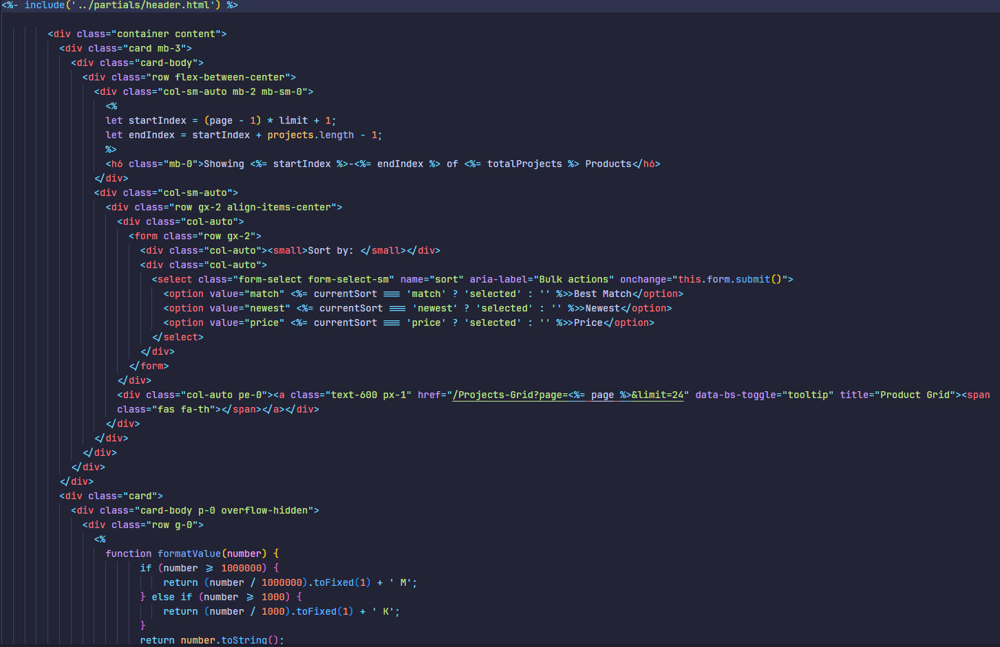 <%- include('../partials/header.html') %>
<div class="container content">
<div class="card mb-3">
<div class="card-body">
<div class="row flex-between-center">
<div class="col-sm-auto mb-2 mb-sm-0">
<%
let startIndex = (page - 1) * limit + 1;
let endIndex = startIndex + projects.length - 1;
%>
<h6 class="mb-0">Showing <%= startIndex %>-<%= endIndex %> of <%= totalProjects %> Products</h6>
</div>
<div class="col-sm-auto">
<div class="row gx-2 align-items-center">
<div class="col-auto">
<form class="row gx-2">
<div class="col-auto"><small>Sort by: </small></div>
<div class="col-auto">
<select class="form-select form-select-sm" name="sort" aria-label="Bulk actions" onchange="this.form.submit()">
<option value="match" <%= currentSort === 'match' ? 'selected' : '' %>>Best Match</option>
<option value="newest" <%= currentSort === 'newest' ? 'selected' : '' %>>Newest</option>
<option value="price" <%= currentSort === 'price' ? 'selected' : '' %>>Price</option>
</select>
</div>
</form>
</div>
<div class="col-auto pe-0"><a class="text-600 px-1" href="/Projects-Grid?page=<%= page %>&limit=24" data-bs-toggle="tooltip" title="Product Grid"><span
class="fas fa-th"></span></a></div>
</div>
</div>
</div>
</div>
</div>
<div class="card">
<div class="card-body p-0 overflow-hidden">
<div class="row g-0">
<%
function formatValue(number) {
if (number >= 1000000) {
return (number / 1000000).toFixed(1) + ' M';
} else if (number >= 1000) {
return (number / 1000).toFixed(1) + ' K';
}
return number.toString();